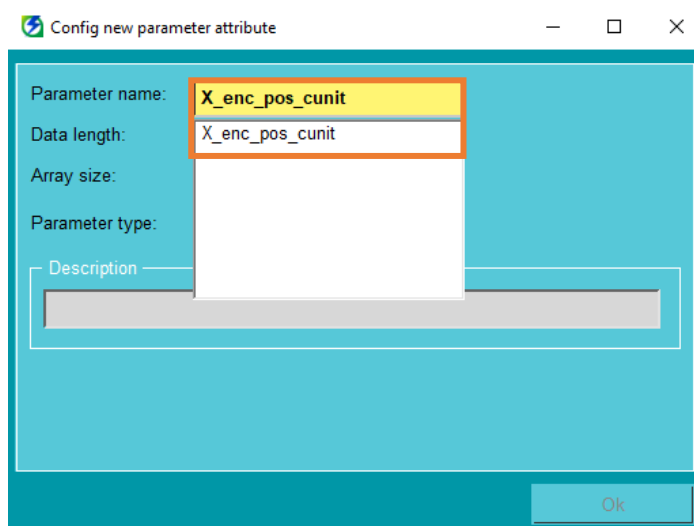 Config new parameter attribute
Parameter name:
X_enc_pos_cunit
Data length:
X_enc_pos_cunit
Array size:
Parameter type:
Description
Ok